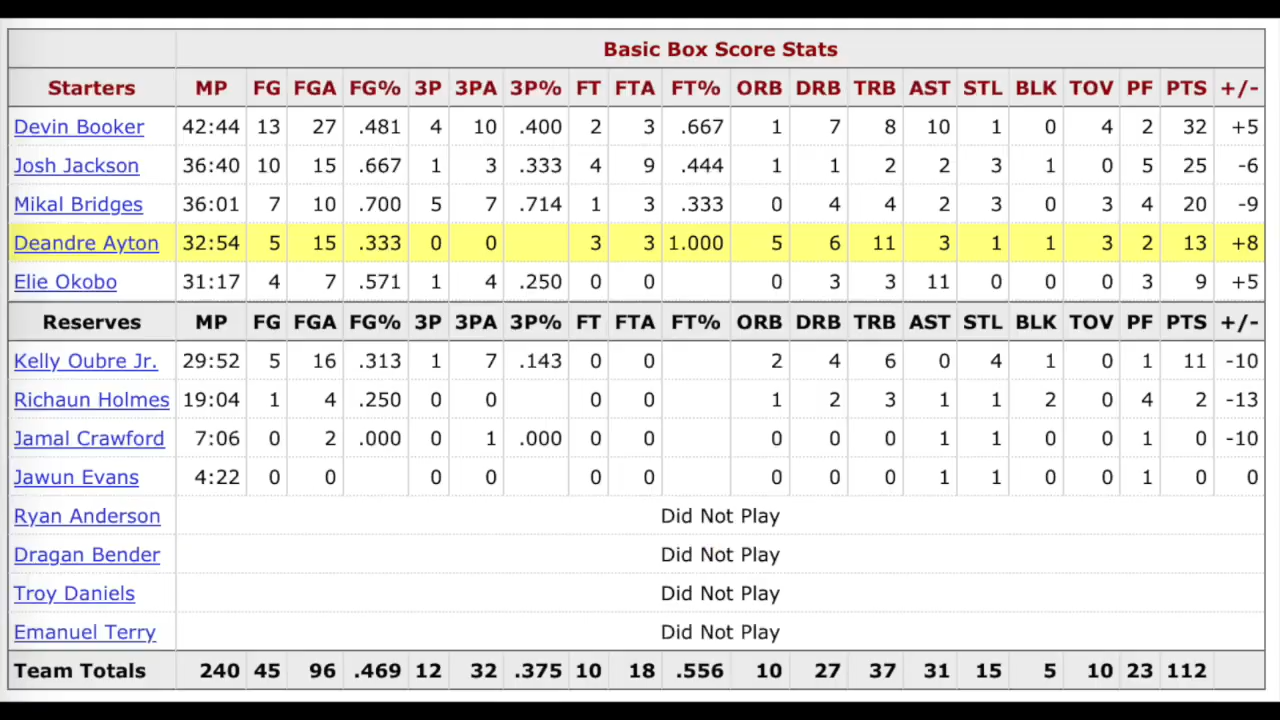 Basic Box Score Stats
Starters MP FG FGA FG% 3P 3PA 3P% FT FTA FT% ORB DRB TRB AST STL BLK TOV PF PTS +/-
Devin Booker 42:44 13 27 .481 4 10 .400 2 3 .667 1 7 8 10 1 0 4 2 32 +5
Josh Jackson 36:40 10 15 .667 1 3 .333 4 9 .444 1 1 2 2 3 1 0 5 25 -6
Mikal Bridges 36:01 7 10 .700 5 7 .714 1 3 .333 0 4 4 2 3 0 3 4 20 -9
Deandre Ayton 32:54 5 15 .333 0 0 3 3 1.000 5 6 11 3 1 1 3 2 13 +8
Elie Okobo 31:17 4 7 .571 1 4 .250 0 0 0 3 3 11 0 0 0 3 9 +5
Reserves MP FG FGA FG% 3P 3PA 3P% FT FTA FT% ORB DRB TRB AST STL BLK TOV PF PTS +/-
Kelly Oubre Jr. 29:52 5 16 .313 1 7 .143 0 0 2 4 6 0 4 1 0 1 11 -10
Richaun Holmes 19:04 1 4 .250 0 0 0 0 1 2 3 1 1 2 0 4 2 -13
Jamal Crawford 7:06 0 2 .000 0 1 .000 0 0 0 0 0 1 1 0 0 1 0 -10
Jawun Evans 4:22 0 0 0 0 0 0 0 0 0 1 1 0 0 1 0 0
Ryan Anderson Did Not Play
Dragan Bender Did Not Play
Troy Daniels Did Not Play
Emanuel Terry Did Not Play
Team Totals 240 45 96 .469 12 32 .375 10 18 .556 10 27 37 31 15 5 10 23 112